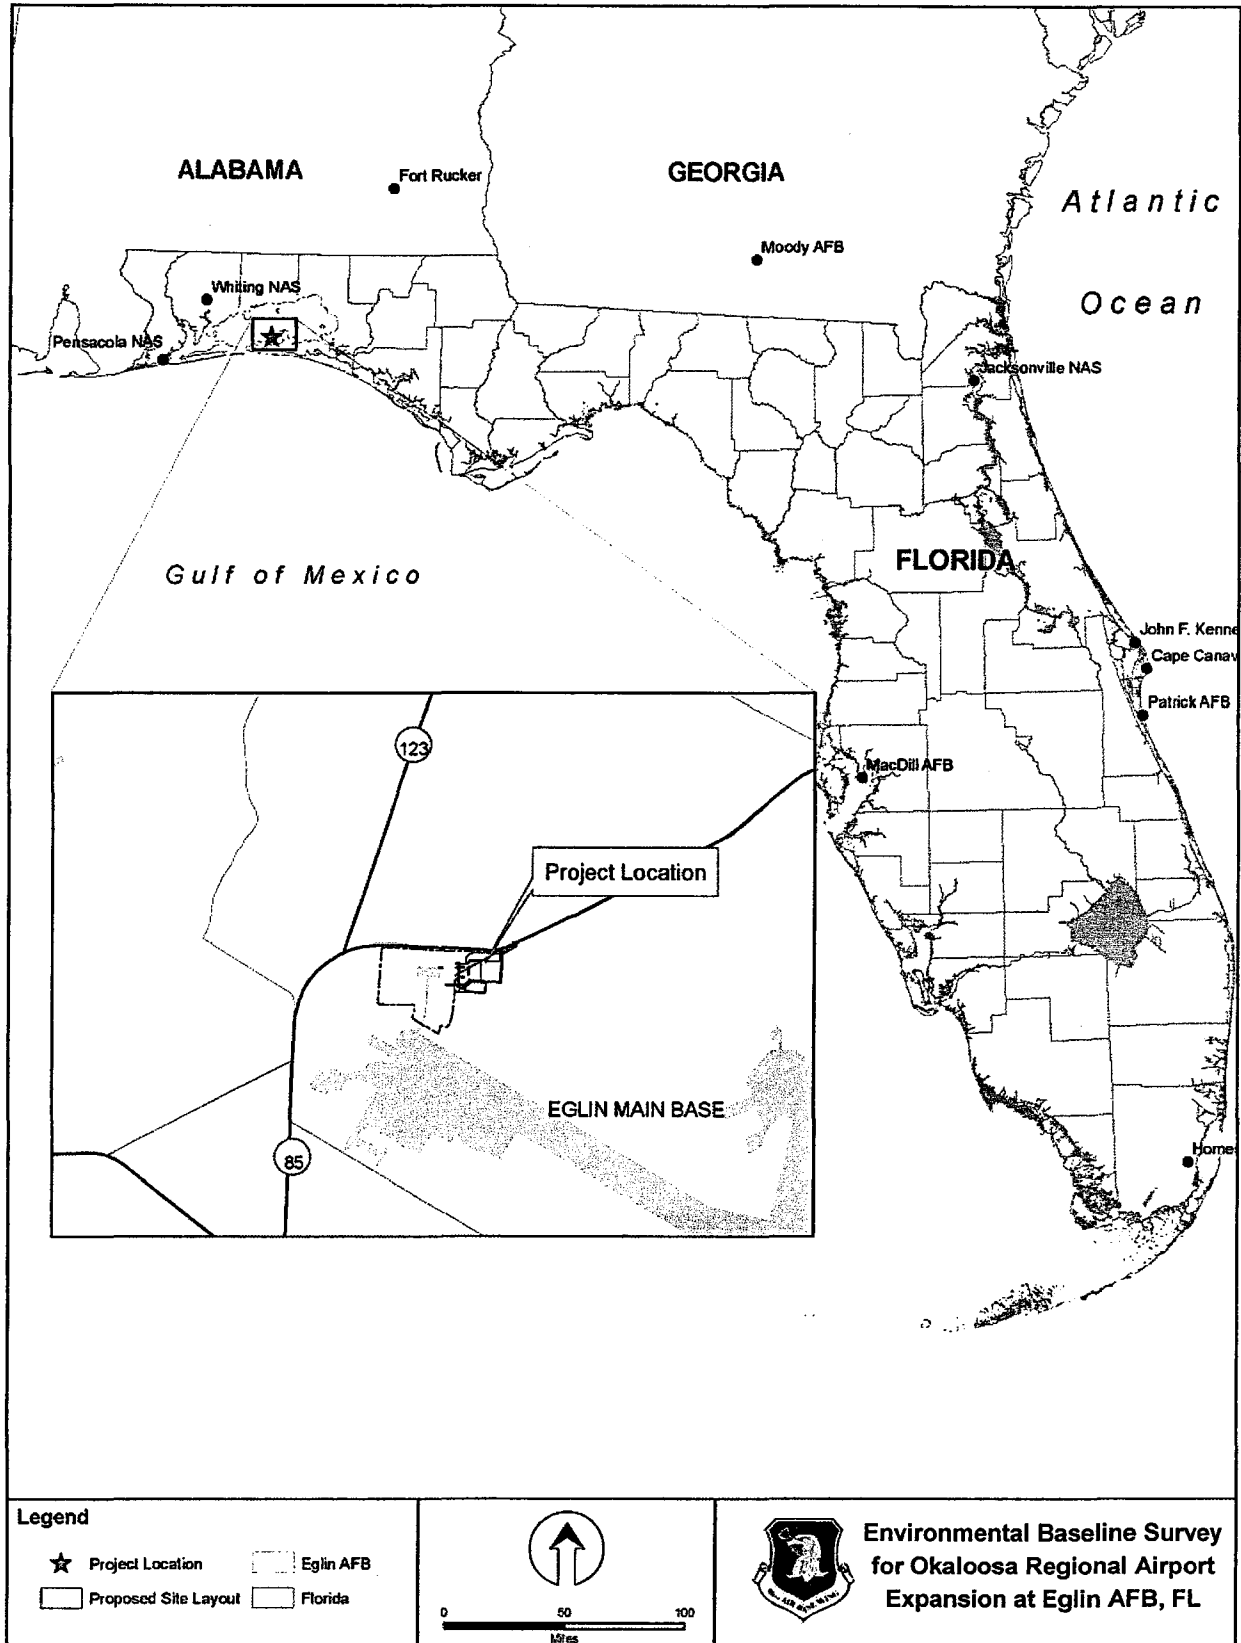 ALABAMA
Fort Rucker
GEORGIA
Atlantic
Moody AFB
Ocean
Whiting NAS
Pensacola NAS
Jacksonville NAS
FLORIDA
Gulf of Mexico
John F. Kenne
Cape Canav
Patrick AFB
MacDill AFB
123
Project Location
EGLIN MAIN BASE
85
Homes
Legend
Project Location
Eglin AFB
Proposed Site Layout
Florida
0 50 100
Miles
AIR BASE WING
Environmental Baseline Survey
for Okaloosa Regional Airport
Expansion at Eglin AFB, FL